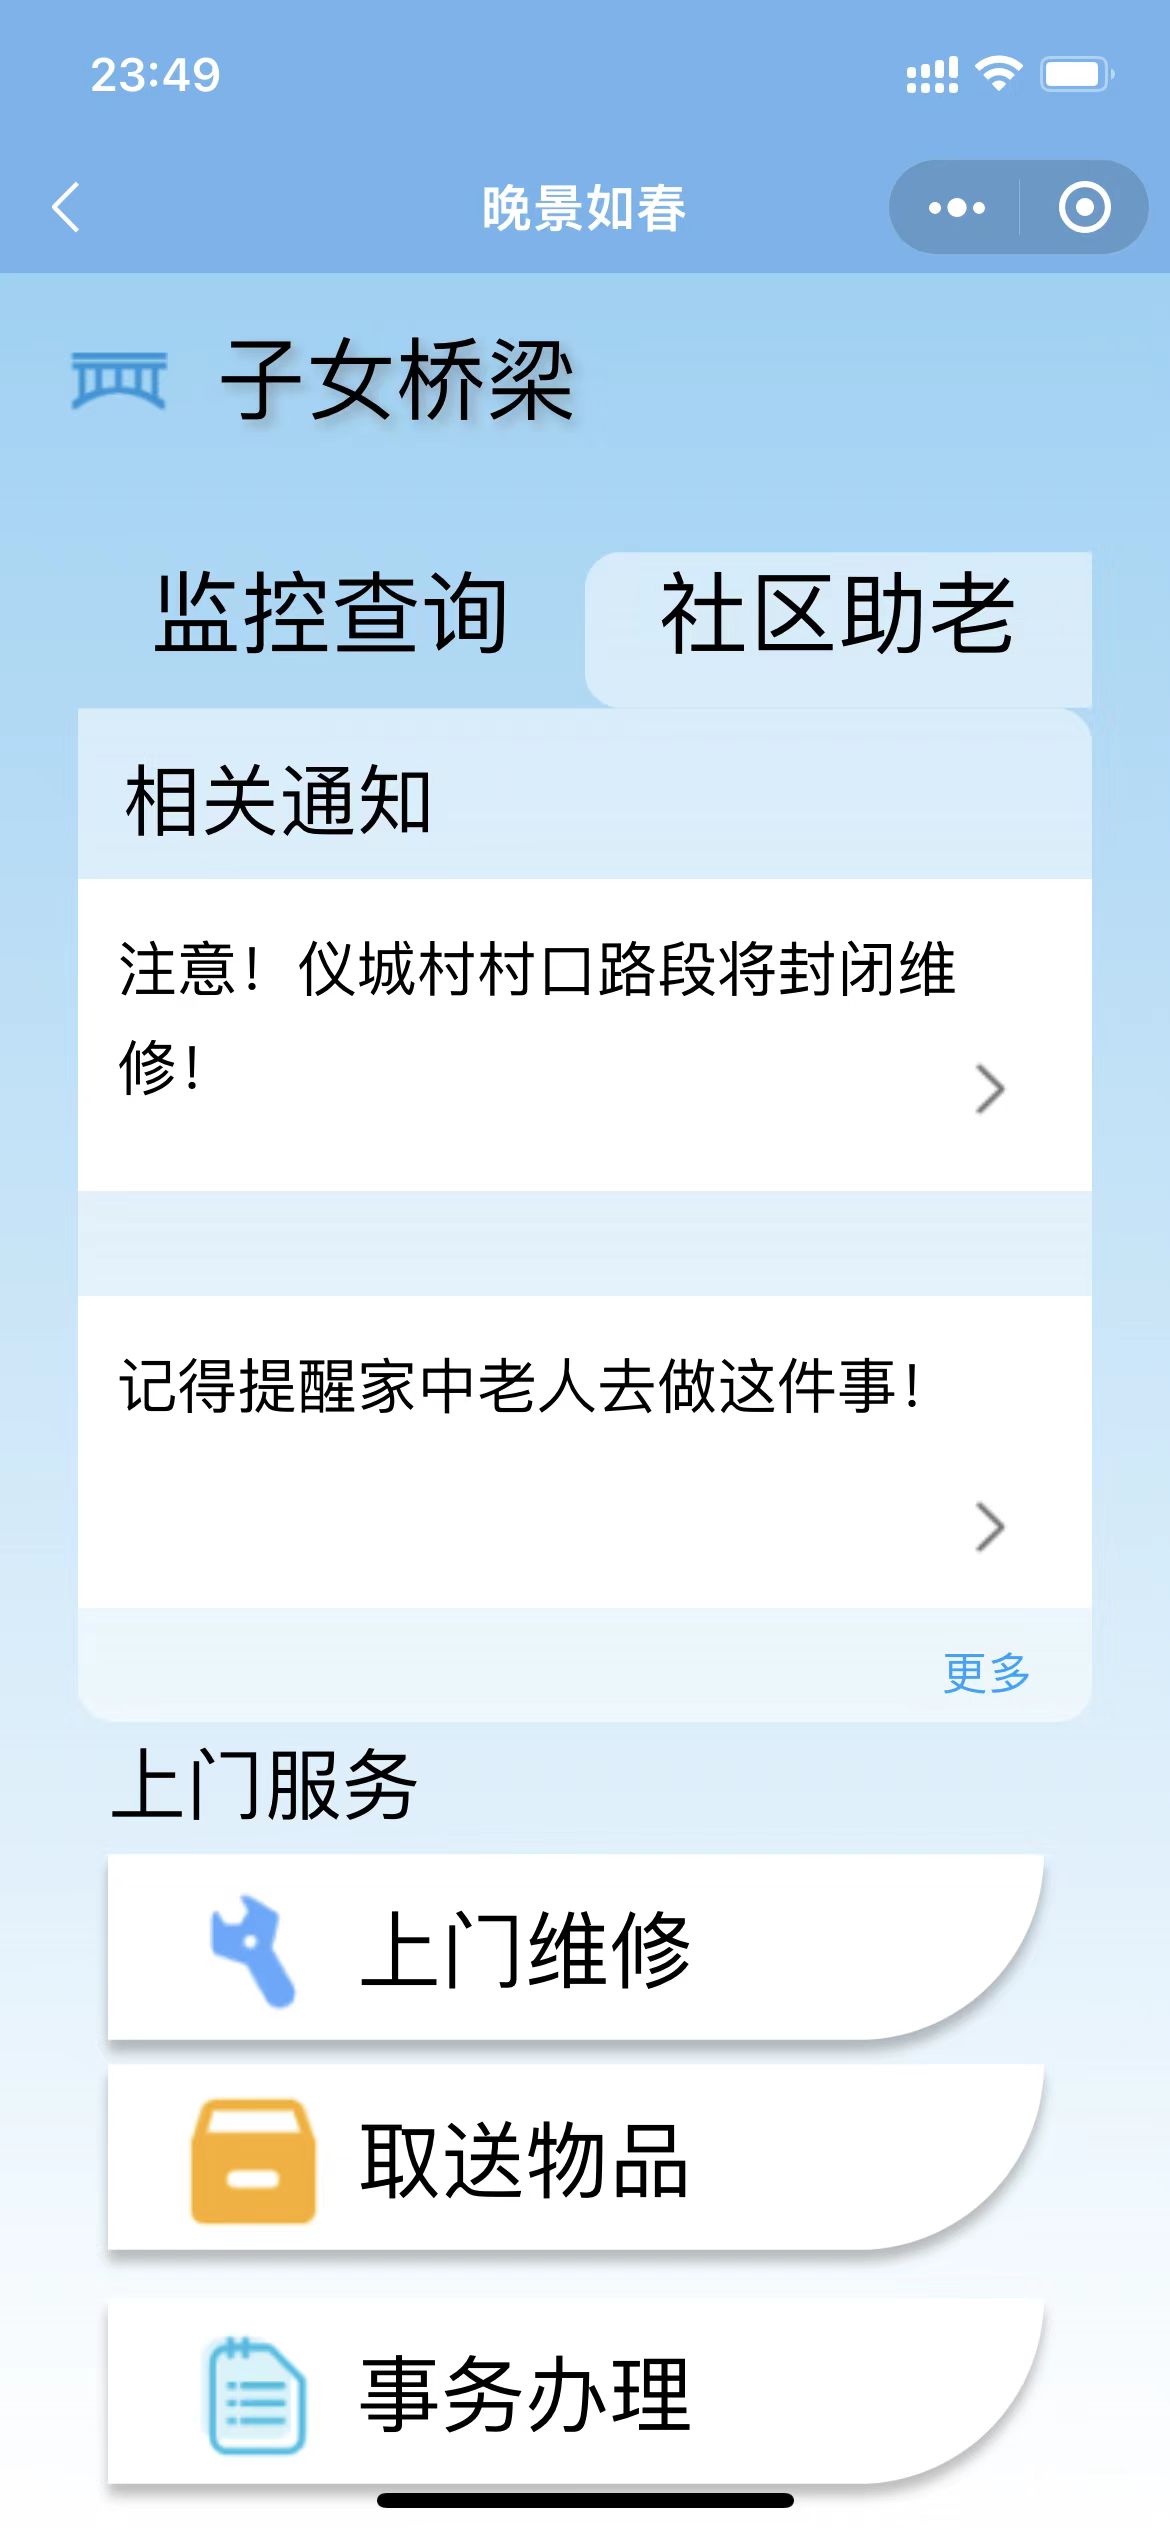 23:49
晚景如春
子女桥梁
监控查询
社区助老
相关通知
注意！仪城村村口路段将封闭维
修！
记得提醒家中老人去做这件事！
更多
上门服务
上门维修
取送物品
事务办理